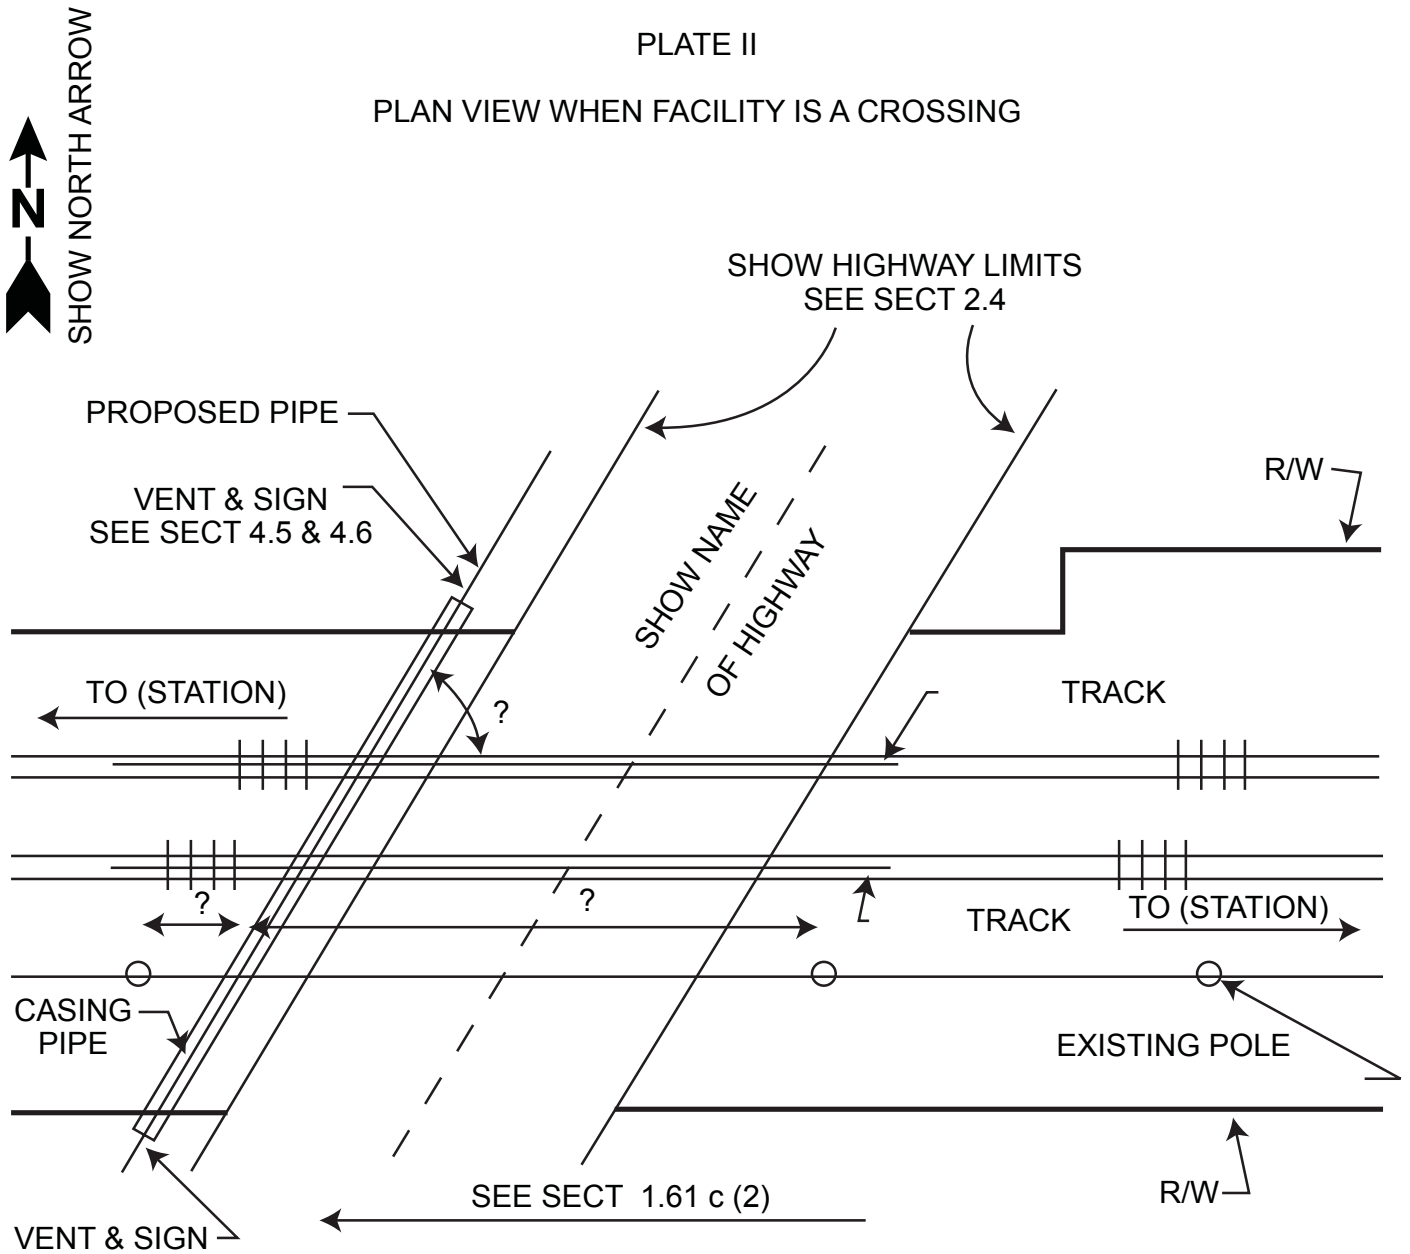 PLATE II
PLAN VIEW WHEN FACILITY IS A CROSSING
SHOW NORTH ARROW
N
SHOW HIGHWAY LIMITS
SEE SECT 2.4
PROPOSED PIPE
VENT & SIGN
SEE SECT 4.5 & 4.6
R/W
SHOW NAME
OF HIGHWAY
TO (STATION)
?
TRACK
?
?
TRACK
TO (STATION)
CASING
PIPE
EXISTING POLE
SEE SECT 1.61 c (2)
R/W
VENT & SIGN